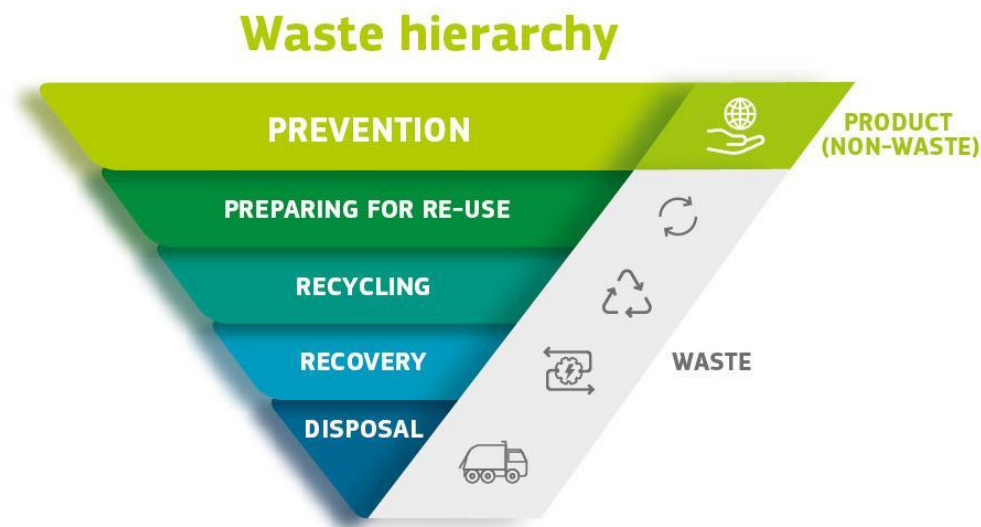 Waste hierarchy
PREVENTION
PRODUCT
(NON-WASTE)
PREPARING FOR RE-USE
RECYCLING
RECOVERY
WASTE
DISPOSAL